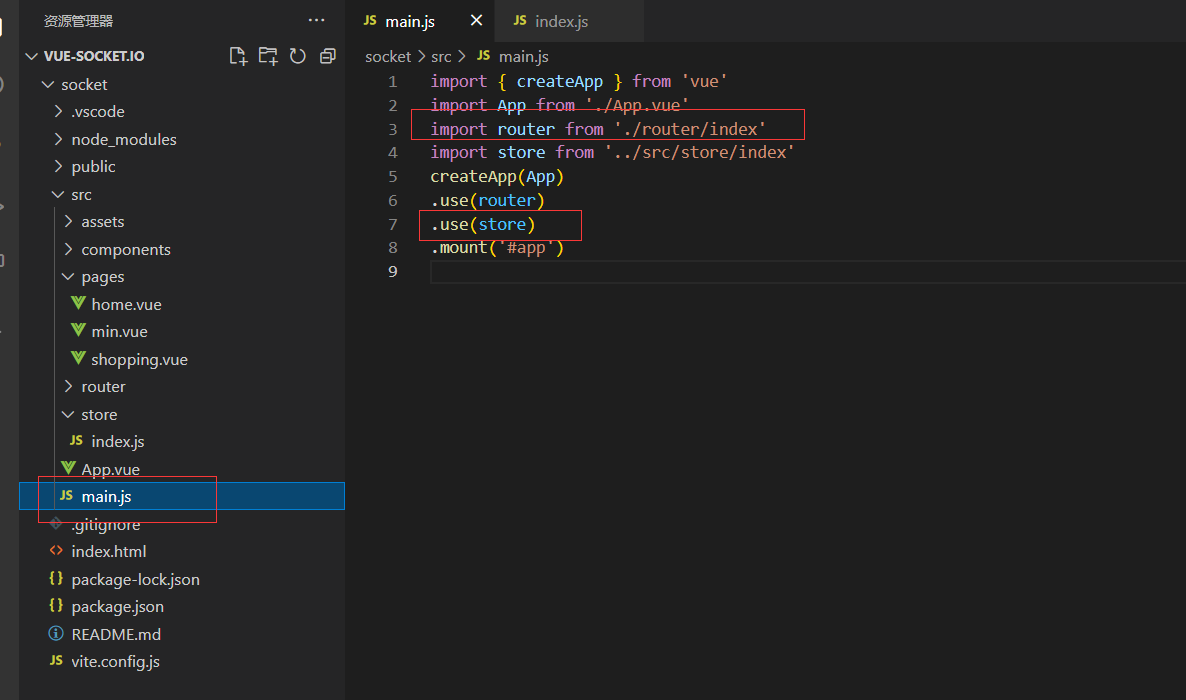 资源管理器
VUE-SOCKET.IO
socket
.vscode
node_modules
public
src
assets
components
pages
home.vue
min.vue
shopping.vue
router
store
JS index.js
App.vue
JS main.js
.gitignore
<> index.html
{} package-lock.json
{} package.json
README.md
JS vite.config.js
JS main.js × JS index.js
socket > src > JS main.js
1 import { createApp } from 'vue'
2 import App from './App.vue'
3 import router from './router/index'
4 import store from '../src/store/index'
5 createApp(App)
6 .use(router)
7 .use(store)
8 .mount('#app')
9